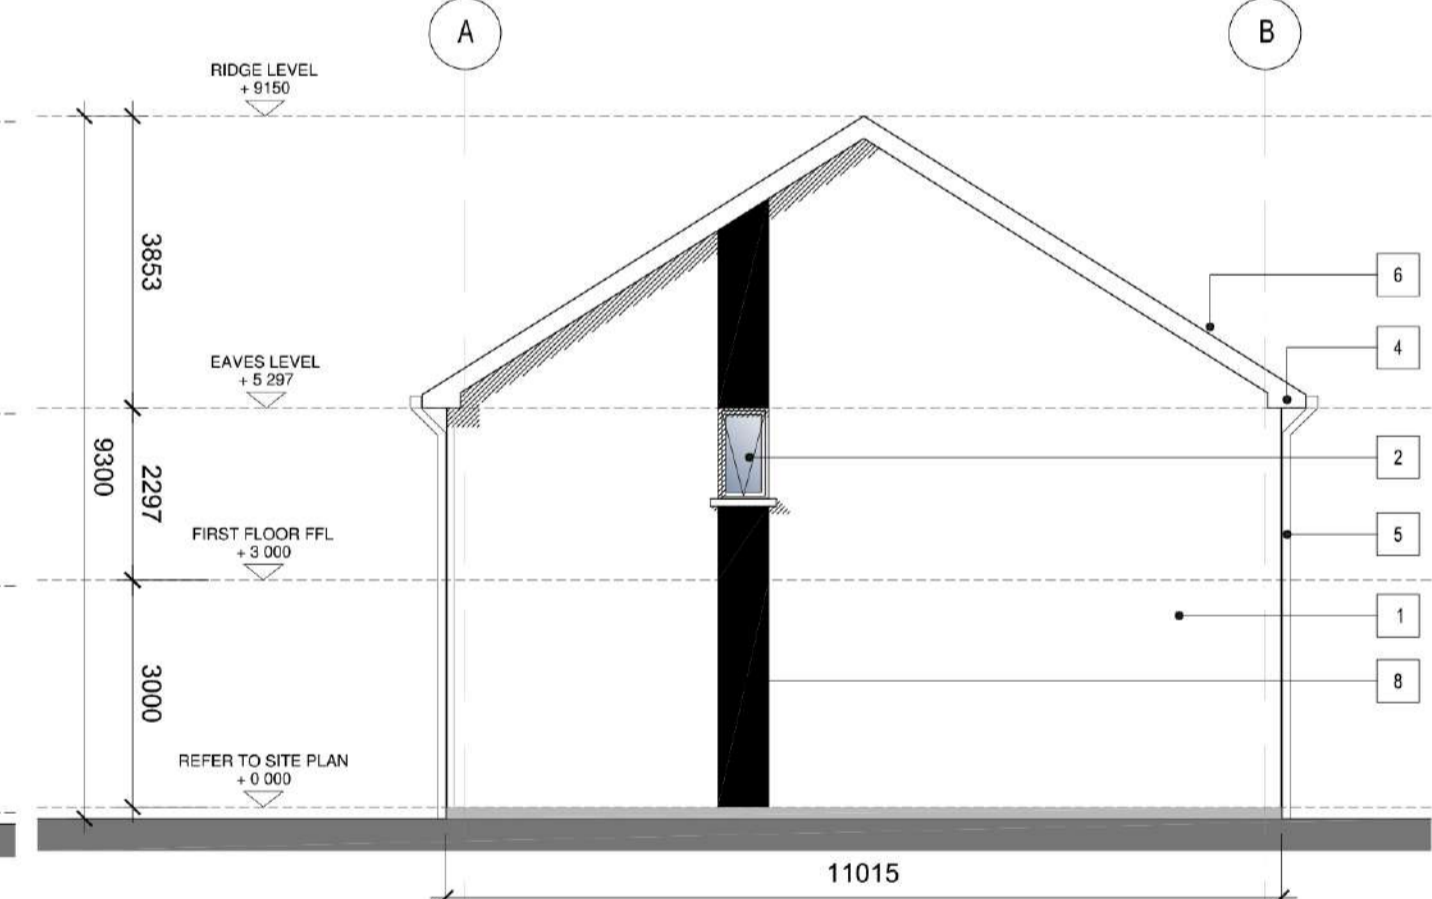 A
B
RIDGE LEVEL
+ 9150
3853
6
4
EAVES LEVEL
+ 5 297
9300
2297
2
FIRST FLOOR FFL
+ 3 000
5
1
3000
8
REFER TO SITE PLAN
+ 0 000
11015